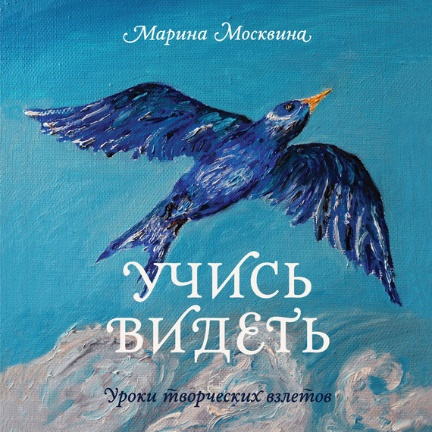 Марина Москвина
УЧИСЬ
ВИДЕТЬ
Уроки творческих взлетов